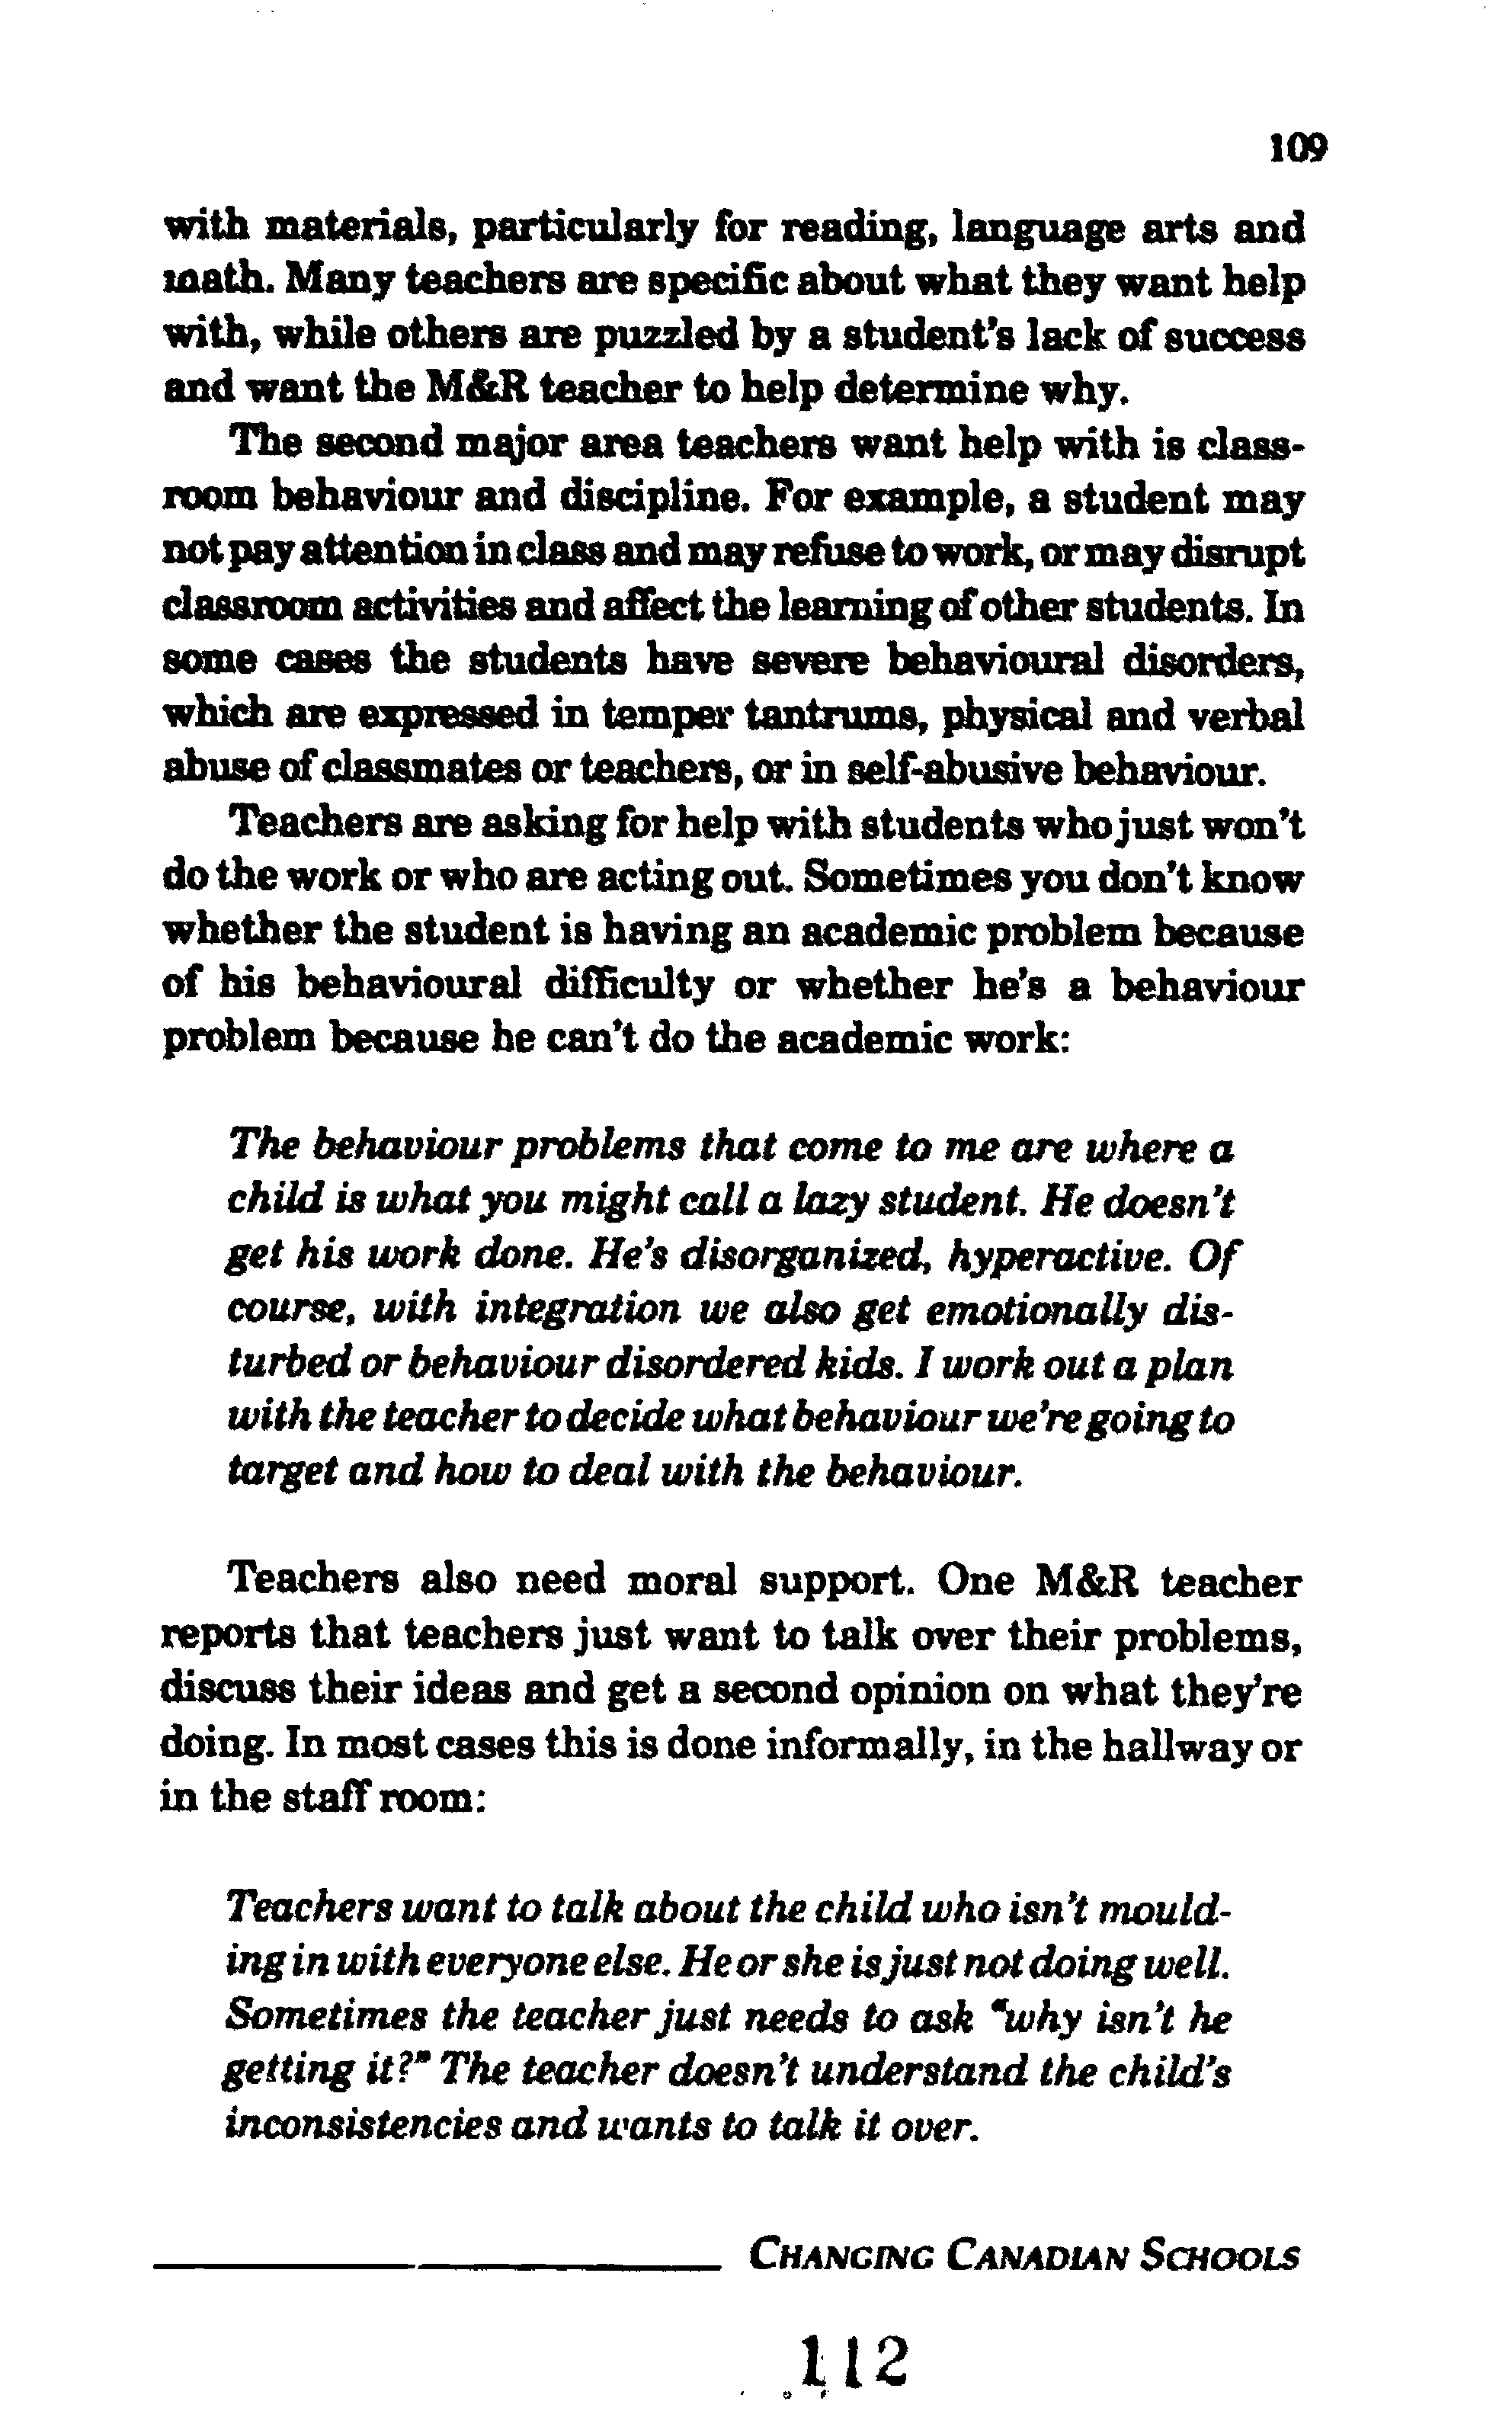 109
with materials, particularly for reading, language arts and
math. Many teachers are specific about what they want help
with, while others are puzzled by a student's lack of success
and want the M&R teacher to help determine why.
The second major area teachers want help with is class-
room behaviour and discipline. For example, a student may
not pay attention in class and may refuse to work, or may disrupt
classroom activities and affect the learning of other students. In
some cases the students have severe behavioural disorders,
which are expressed in temper tantrums, physical and verbal
abuse of classmates or teachers, or in self-abusive behaviour.
Teachers are asking for help with students who just won't
do the work or who are acting out. Sometimes you don't know
whether the student is having an academic problem because
of his behavioural difficulty or whether he's a behaviour
problem because he can't do the academic work:
The behaviour problems that come to me are where a
child is what you might call a lazy student. He doesn't
get his work done. He's disorganized, hyperactive. Of
course, with integration we also get emotionally dis-
turbed or behaviour disordered kids. I work out a plan
with the teacher to decide what behaviour we're going to
target and how to deal with the behaviour.
Teachers also need moral support. One M&R teacher
reports that teachers just want to talk over their problems,
discuss their ideas and get a second opinion on what they're
doing. In most cases this is done informally, in the hallway or
in the staff room:
Teachers want to talk about the child who isn't mould-
ing in with everyone else. He or she is just not doing well.
Sometimes the teacher just needs to ask "why isn't he
getting it?" The teacher doesn't understand the child's
inconsistencies and wants to talk it over.
CHANGING CANADIAN SCHOOLS
112